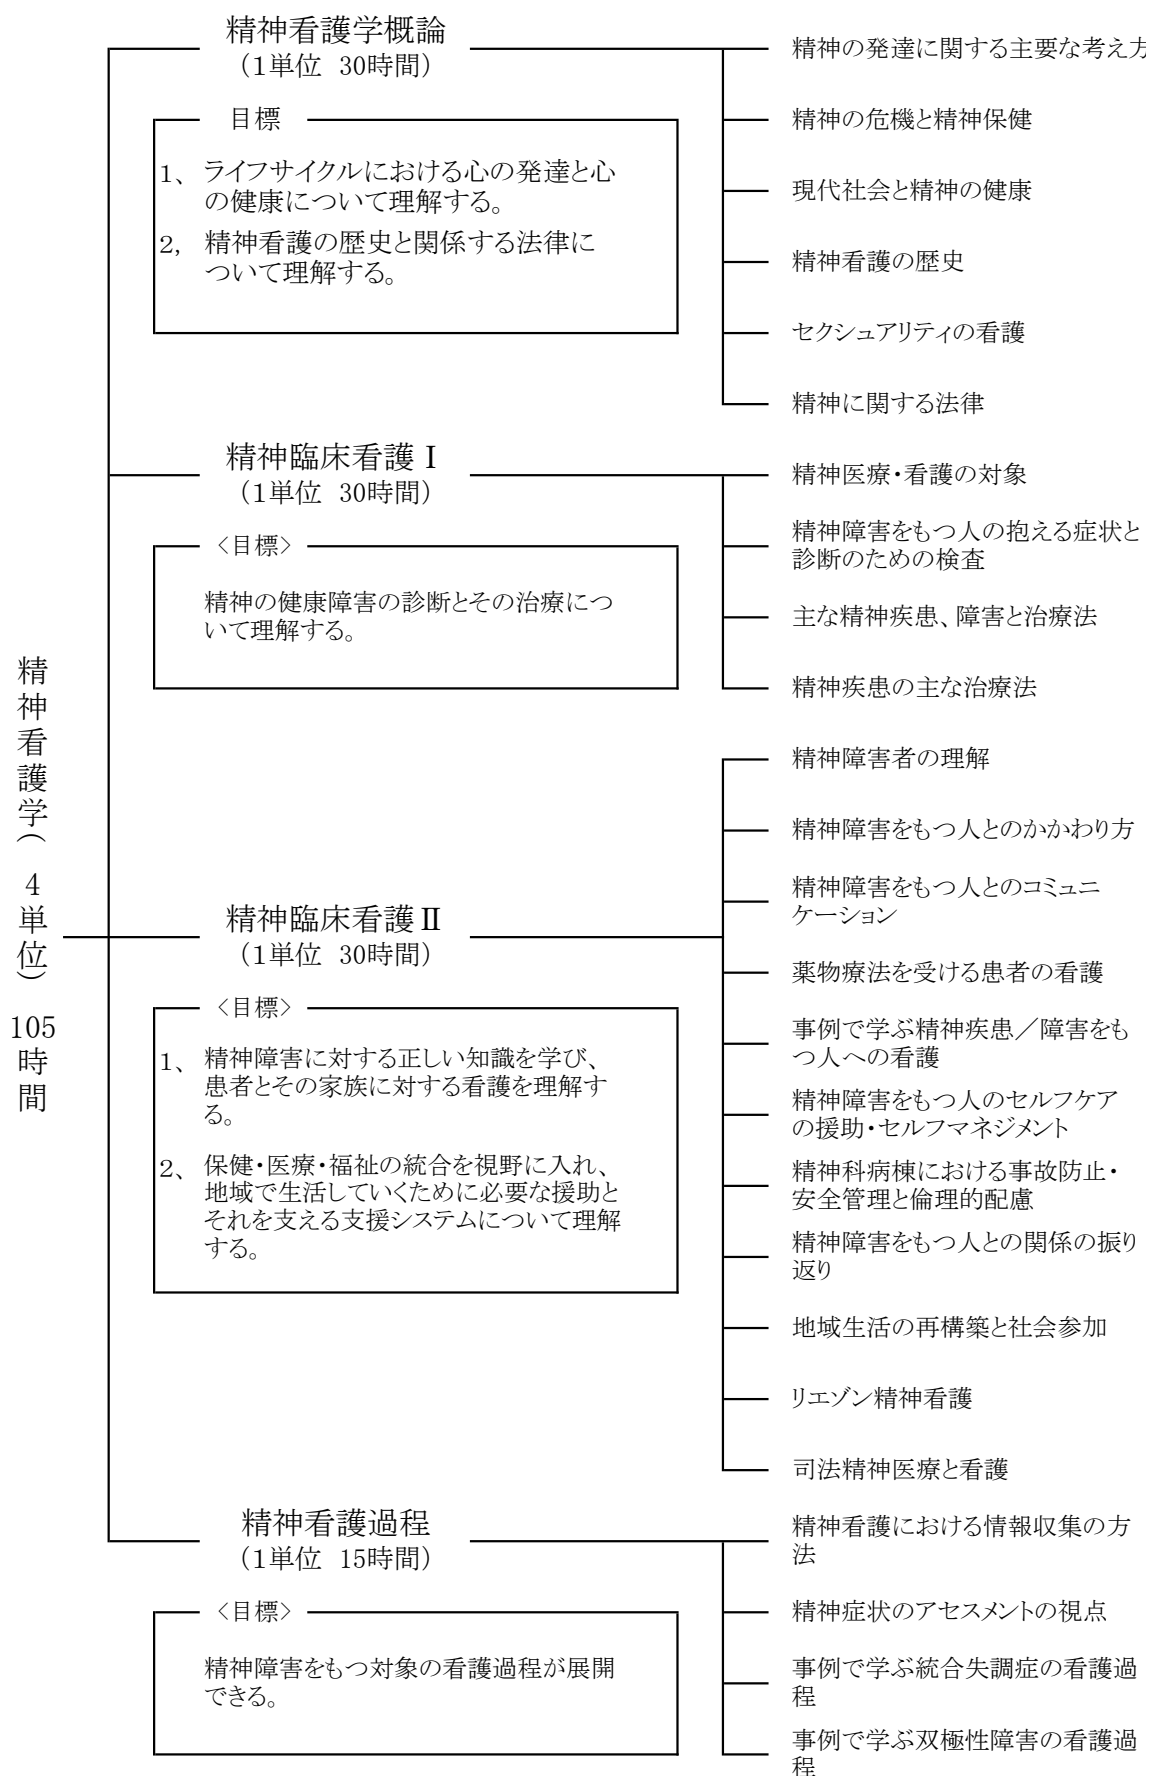 精神看護学(4単位)105時間
精神看護学概論
（1単位　30時間）
目標
1、ライフサイクルにおける心の発達と心
の健康について理解する。
2,　精神看護の歴史と関係する法律に
ついて理解する。
精神の発達に関する主要な考え方
精神の危機と精神保健
現代社会と精神の健康
精神看護の歴史
セクシュアリティの看護
精神に関する法律
精神臨床看護Ⅰ
（1単位　30時間）
〈目標〉
精神の健康障害の診断とその治療につ
いて理解する。
精神医療・看護の対象
精神障害をもつ人の抱える症状と
診断のための検査
主な精神疾患、障害と治療法
精神疾患の主な治療法
精神臨床看護Ⅱ
（1単位　30時間）
〈目標〉
1、精神障害に対する正しい知識を学び、
患者とその家族に対する看護を理解す
る。
2、保健・医療・福祉の統合を視野に入れ、
地域で生活していくために必要な援助と
それを支える支援システムについて理解
する。
精神障害者の理解
精神障害をもつ人とのかかわり方
精神障害をもつ人とのコミュニ
ケーション
薬物療法を受ける患者の看護
事例で学ぶ精神疾患／障害をも
つ人への看護
精神障害をもつ人のセルフケア
の援助・セルフマネジメント
精神科病棟における事故防止・
安全管理と倫理的配慮
精神障害をもつ人との関係の振り
返り
地域生活の再構築と社会参加
リエゾン精神看護
司法精神医療と看護
精神看護過程
（1単位　15時間）
〈目標〉
精神障害をもつ対象の看護過程が展開
できる。
精神看護における情報収集の方
法
精神症状のアセスメントの視点
事例で学ぶ統合失調症の看護過
程
事例で学ぶ双極性障害の看護過
程